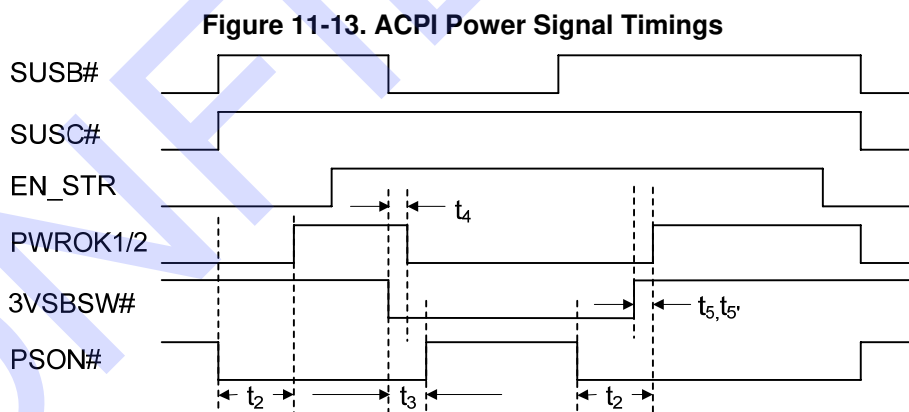 Figure 11-13. ACPI Power Signal Timings
SUSB#
SUSC#
EN_STR
t4
PWROK1/2
3VSBSW#
t5,t5'
PSON#
t2
t3
t2